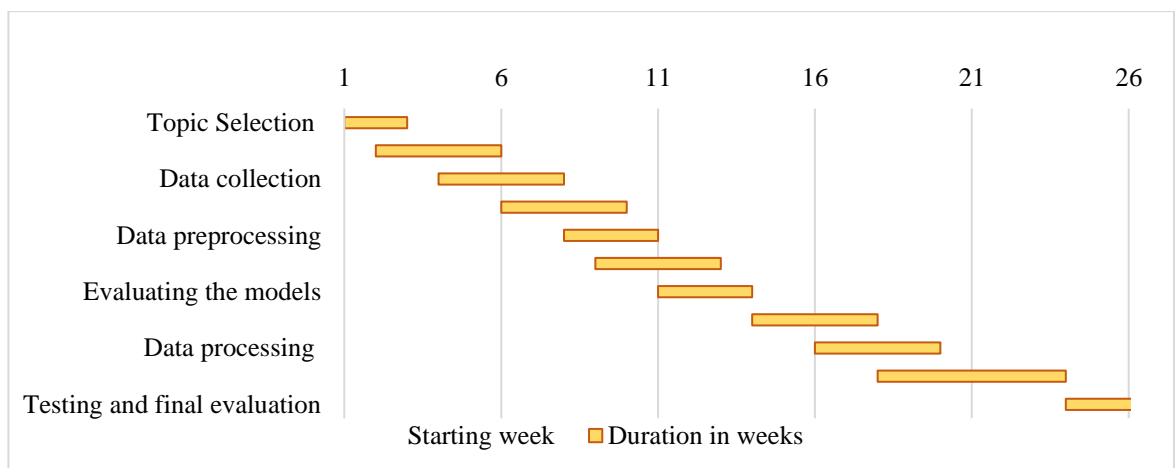 1 6 11 16 21 26
Topic Selection
Data collection
Data preprocessing
Evaluating the models
Data processing
Testing and final evaluation
Starting week Duration in weeks